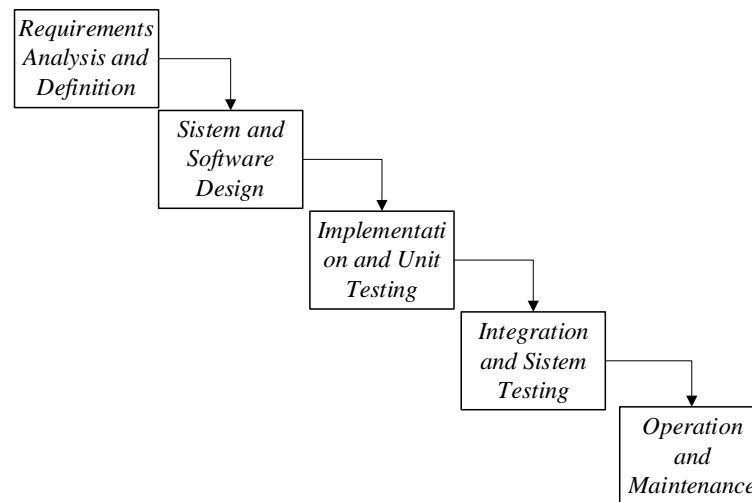 Requirements
Analysis and
Definition
Sistem and
Software
Design
Implementati
on and Unit
Testing
Integration
and Sistem
Testing
Operation
and
Maintenance